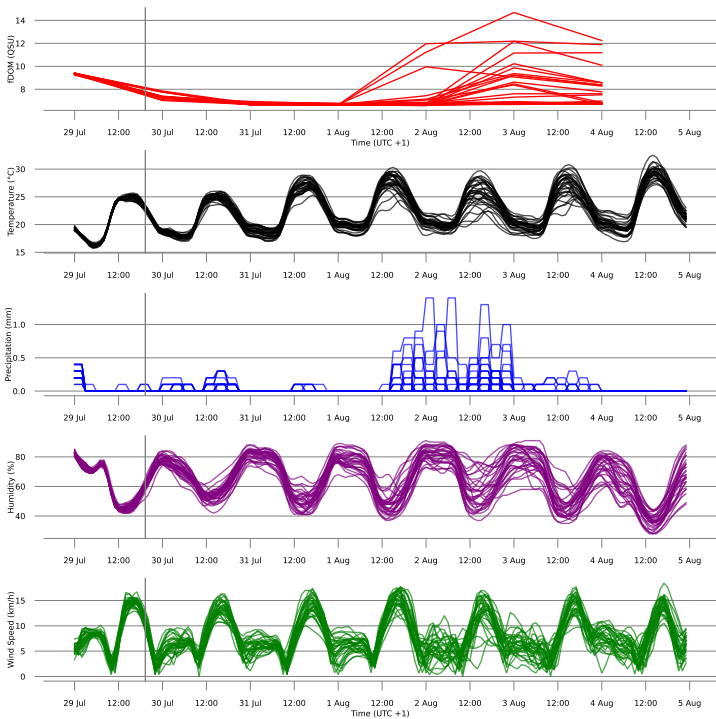 14
12
10
8
fDOM (QSU)
29 Jul 12:00 30 Jul 12:00 31 Jul 12:00 1 Aug 12:00 2 Aug 12:00 3 Aug 12:00 4 Aug 12:00 5 Aug
Time (UTC +1)
30
25
20
15
Temperature (°C)
29 Jul 12:00 30 Jul 12:00 31 Jul 12:00 1 Aug 12:00 2 Aug 12:00 3 Aug 12:00 4 Aug 12:00 5 Aug
1.0
0.5
0.0
Precipitation (mm)
29 Jul 12:00 30 Jul 12:00 31 Jul 12:00 1 Aug 12:00 2 Aug 12:00 3 Aug 12:00 4 Aug 12:00 5 Aug
80
60
40
Humidity (%)
29 Jul 12:00 30 Jul 12:00 31 Jul 12:00 1 Aug 12:00 2 Aug 12:00 3 Aug 12:00 4 Aug 12:00 5 Aug
15
10
5
0
Wind Speed (km/h)
29 Jul 12:00 30 Jul 12:00 31 Jul 12:00 1 Aug 12:00 2 Aug 12:00 3 Aug 12:00 4 Aug 12:00 5 Aug
Time (UTC +1)